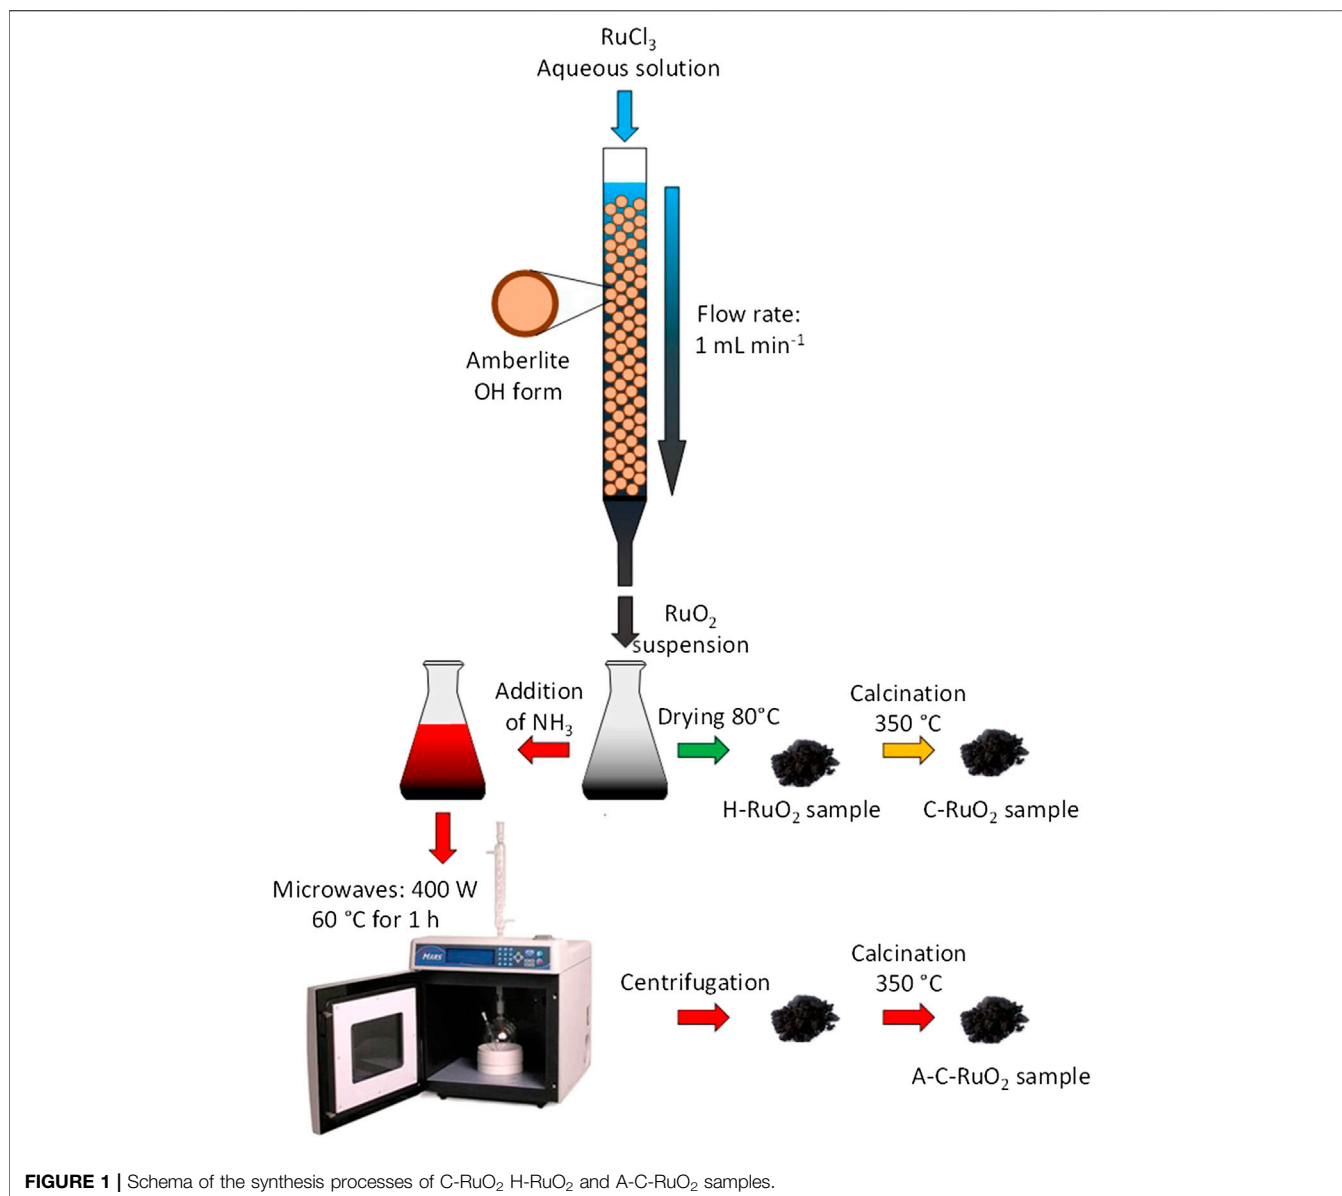 RuCl₃
Aqueous solution
Flow rate:
1 mL min⁻¹
Amberlite
OH form
RuO₂
suspension
Addition
of NH₃
Drying 80°C
Calcination
350 °C
H-RuO₂ sample
C-RuO₂ sample
Microwaves: 400 W
60 °C for 1 h
MARS
Centrifugation
Calcination
350 °C
A-C-RuO₂ sample
FIGURE 1 | Schema of the synthesis processes of C-RuO₂ H-RuO₂ and A-C-RuO₂ samples.